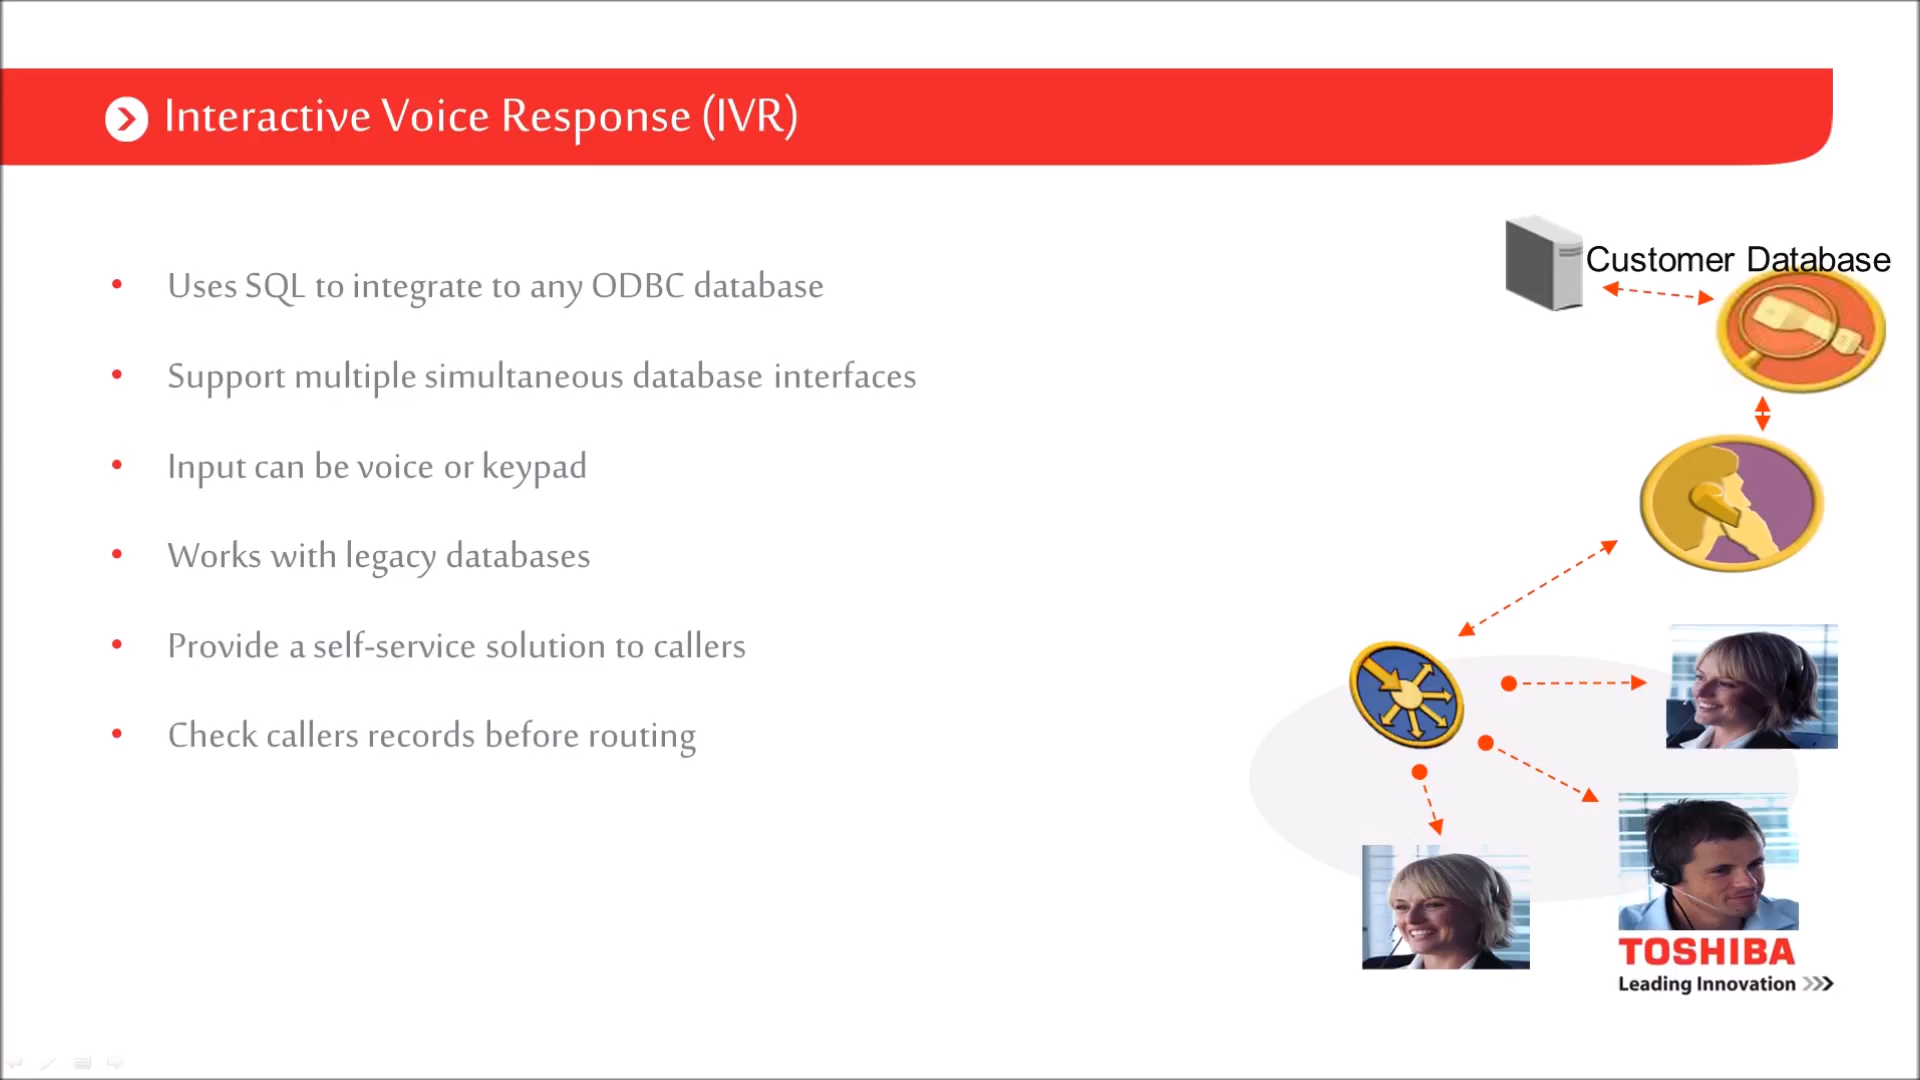 Interactive Voice Response (IVR)
Customer Database
• Uses SQL to integrate to any ODBC database
• Support multiple simultaneous database interfaces
• Input can be voice or keypad
• Works with legacy databases
• Provide a self-service solution to callers
• Check callers records before routing
TOSHIBA
Leading Innovation >>>